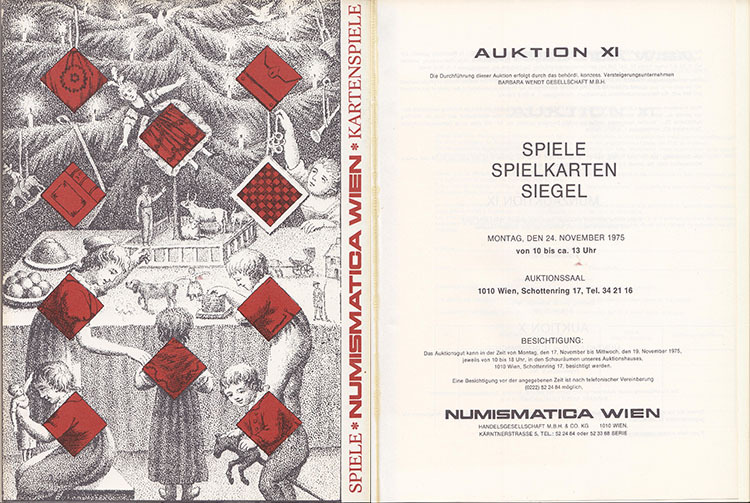 SPIELE * NUMISMATICA WIEN * KARTENSPIELE
AUKTION XI
Die Durchführung dieser Auktion erfolgt durch das behördl. konzess. Versteigerungsunternehmen
BARBARA WENDT GESELLSCHAFT M.B.H.
SPIELE
SPIELKARTEN
SIEGEL
MONTAG, DEN 24. NOVEMBER 1975
von 10 bis ca. 13 Uhr
AUKTIONSSAAL
1010 Wien, Schottenring 17, Tel. 34 21 16
BESICHTIGUNG:
Das Auktionsgut kann in der Zeit von Montag, den 17. November bis Mittwoch, den 19. November 1975,
jeweils von 10 bis 18 Uhr, in den Schauräumen unseres Auktionshauses,
1010 Wien, Schottenring 17, besichtigt werden.
Eine Besichtigung vor der angegebenen Zeit ist nach telefonischer Vereinbarung
(0222) 52 24 84 möglich.
NUMISMATICA WIEN
HANDELSGESELLSCHAFT M.B.H. & CO. KG 1010 WIEN,
KÄRNTNERSTRASSE 5, TEL.: 52 24 84 oder 52 33 68 SERIE